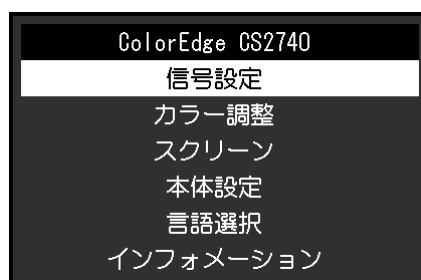 ColorEdge CS2740
信号設定
カラー調整
スクリーン
本体設定
言語選択
インフォメーション